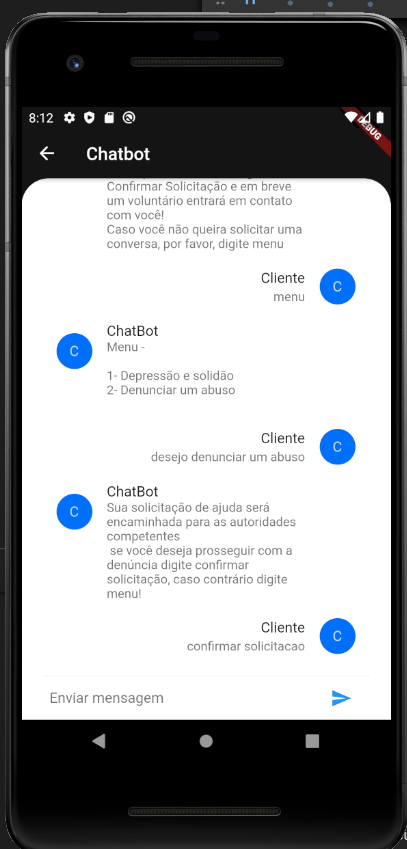 8:12
DEBUG
Chatbot
Confirmar Solicitação e em breve
um voluntário entrará em contato
com você!
Caso você não queira solicitar uma
conversa, por favor, digite menu
Cliente
menu
C
ChatBot
C
Menu -
1- Depressão e solidão
2- Denunciar um abuso
Cliente
desejo denunciar um abuso
C
ChatBot
C
Sua solicitação de ajuda será
encaminhada para as autoridades
competentes
se você deseja prosseguir com a
denúncia digite confirmar
solicitação, caso contrário digite
menu!
Cliente
confirmar solicitacao
C
Enviar mensagem